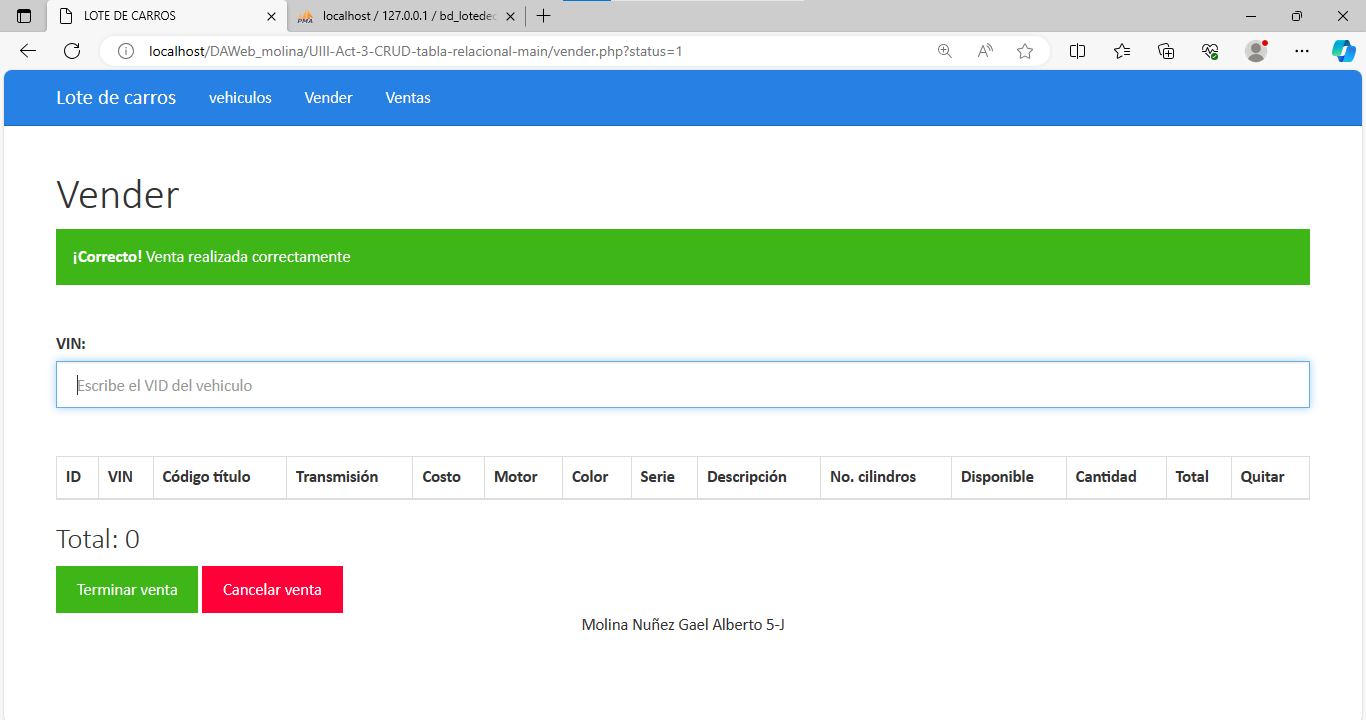 LOTE DE CARROS
localhost / 127.0.0.1 / bd_lotedec
localhost/DAWeb_molina/UIII-Act-3-CRUD-tabla-relacional-main/vender.php?status=1
Lote de carros vehiculos Vender Ventas
Vender
¡Correcto! Venta realizada correctamente
VIN:
Escribe el VID del vehiculo
ID VIN Código título Transmisión Costo Motor Color Serie Descripción No. cilindros Disponible Cantidad Total Quitar
Total: 0
Terminar venta Cancelar venta
Molina Nuñez Gael Alberto 5-J